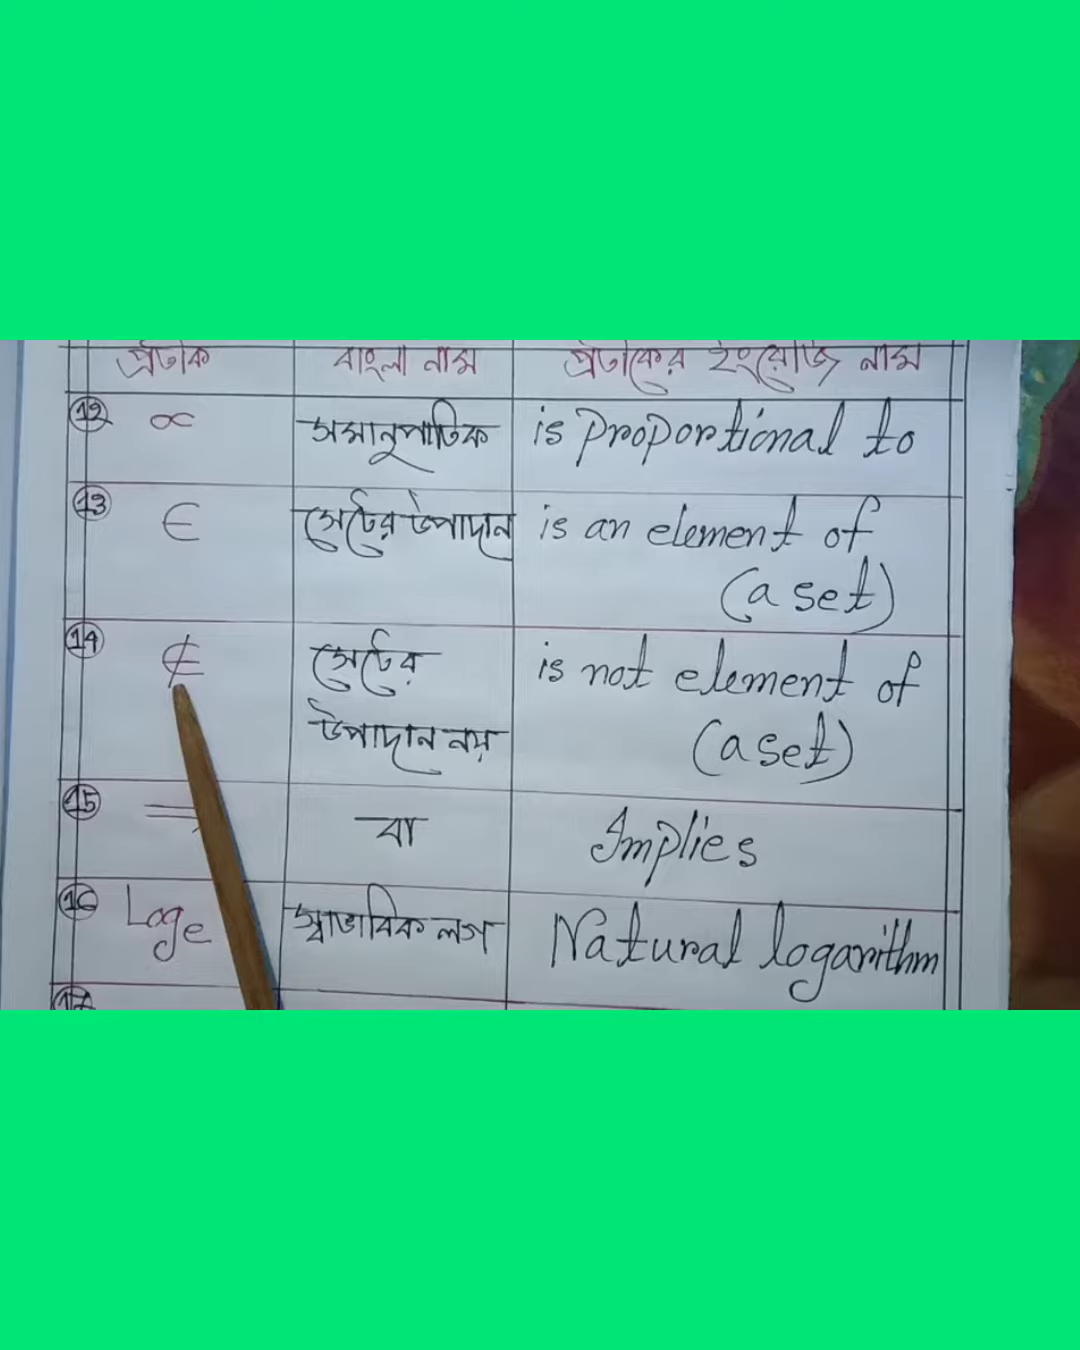 প্রতীক বাংলা নাম প্রতীকের ইংরেজি নাম
12 ∝ সমানুপাতিক is proportional to
13 ∈ সেটের উপাদান is an element of
(a set)
14 ∉ সেটের is not element of
উপাদান নয় (a set)
15 বা Implies
16 Loge স্বাভাবিক লগ Natural logarithm